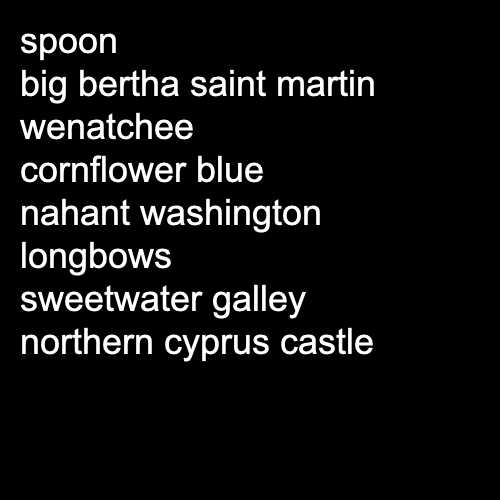 spoon
big bertha saint martin
wenatchee
cornflower blue
nahant washington
longbows
sweetwater galley
northern cyprus castle